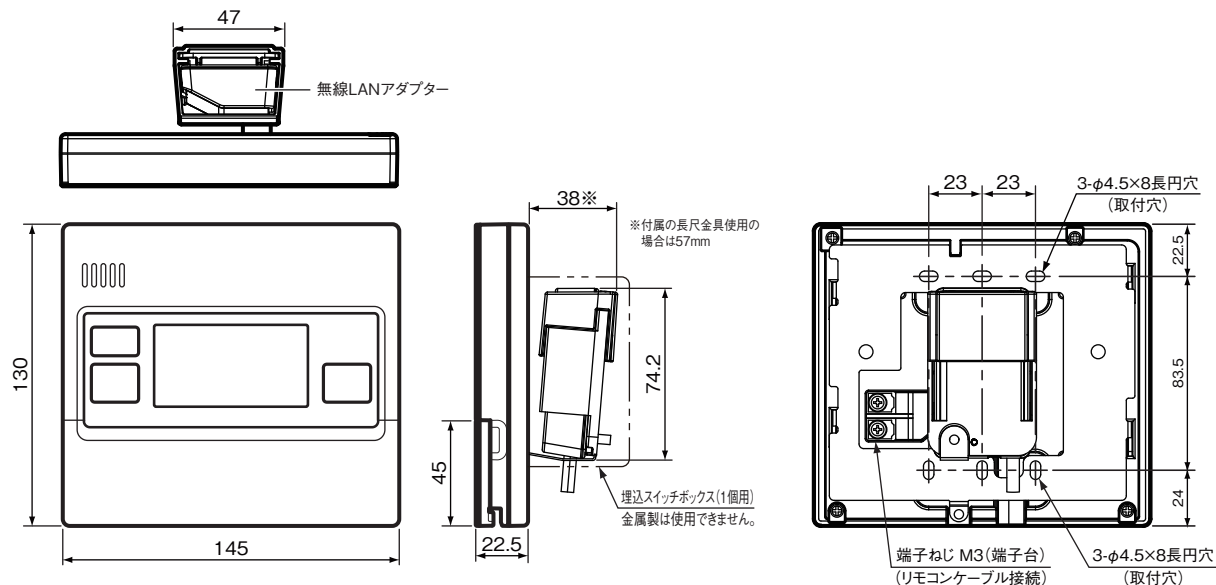 47
無線LANアダプター
38※
※付属の長尺金具使用の
場合は57mm
130
145
45
22.5
74.2
埋込スイッチボックス(1個用)
金属製は使用できません。
23
23
3-φ4.5×8長円穴
(取付穴)
22.5
83.5
24
端子ねじ M3(端子台)
(リモコンケーブル接続)
3-φ4.5×8長円穴
(取付穴)